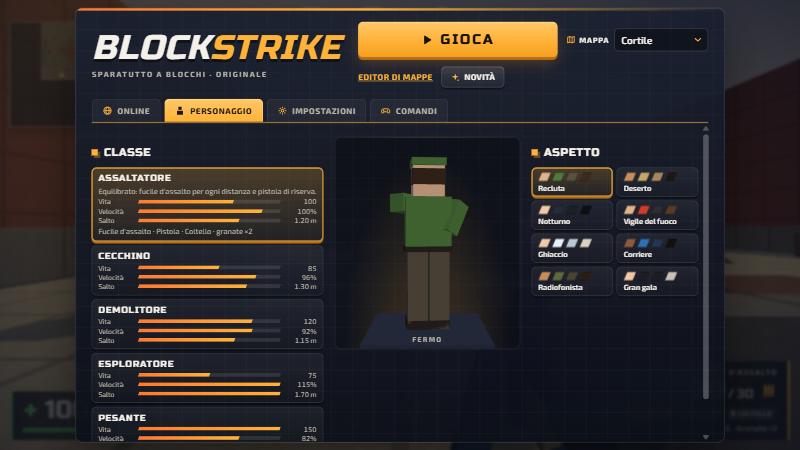 BLOCKSTRIKE
SPARATUTTO A BLOCCHI · ORIGINALE
GIOCA
MAPPA
Cortile
EDITOR DI MAPPE
NOVITÀ
ONLINE
PERSONAGGIO
IMPOSTAZIONI
COMANDI
CLASSE
ASSALTATORE
Equilibrato: fucile d'assalto per ogni distanza e pistola di riserva.
Vita 100
Velocità 100%
Salto 1.20 m
Fucile d'assalto · Pistola · Coltello · granate ×2
CECCHINO
Vita 85
Velocità 96%
Salto 1.30 m
DEMOLITORE
Vita 120
Velocità 92%
Salto 1.15 m
ESPLORATORE
Vita 75
Velocità 115%
Salto 1.70 m
PESANTE
Vita 150
Velocità 82%
FERMO
ASPETTO
Recluta
Deserto
Notturno
Vigile del fuoco
Ghiaccio
Corriere
Radiofonista
Gran gala
+ 10
D'ASSALTO
/ 30